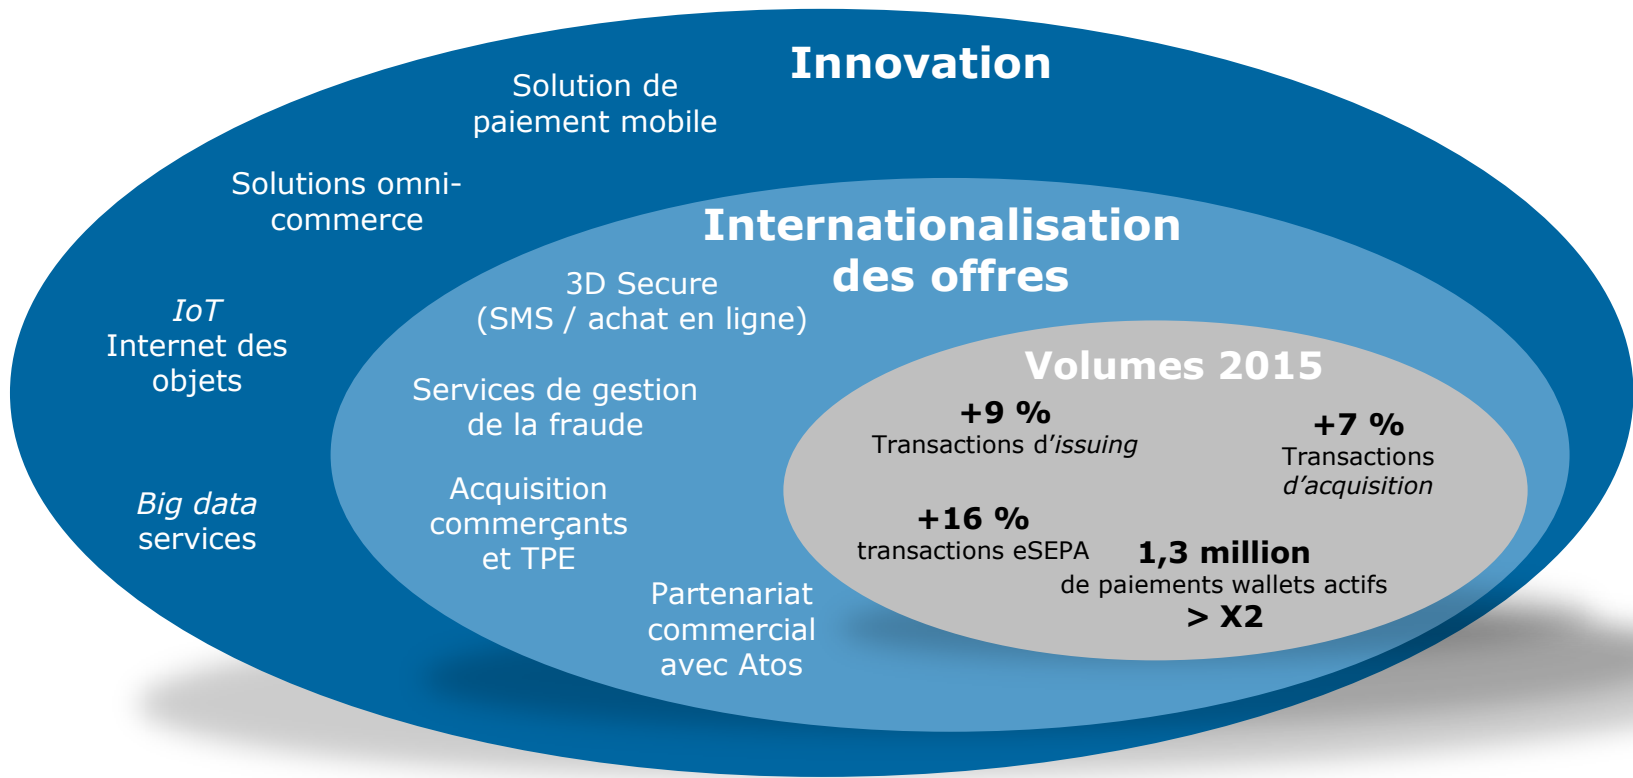 Innovation
Solution de
paiement mobile
Solutions omni-
commerce
IoT
Internet des
objets
Big data
services
Internationalisation
des offres
3D Secure
(SMS / achat en ligne)
Services de gestion
de la fraude
Acquisition
commerçants
et TPE
Partenariat
commercial
avec Atos
Volumes 2015
+9 %
Transactions d’issuing
+7 %
Transactions
d’acquisition
+16 %
transactions eSEPA
1,3 million
de paiements wallets actifs
> X2